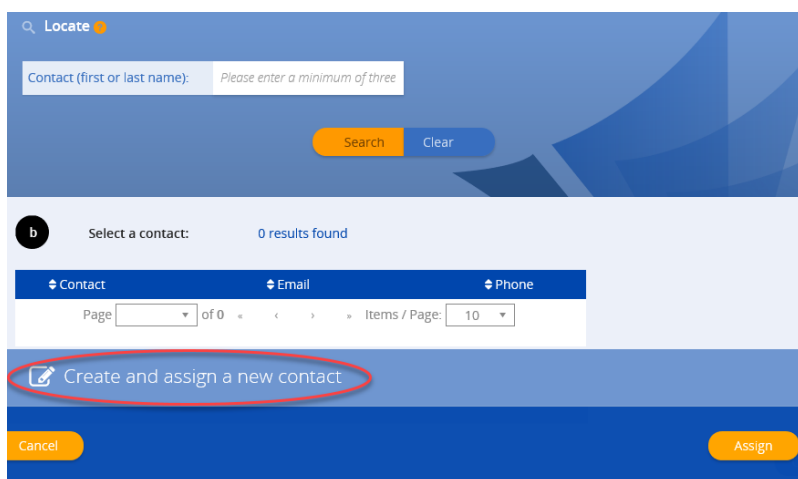 Locate ?
Contact (first or last name): Please enter a minimum of three
Search Clear
b Select a contact: 0 results found
Contact Email Phone
Page of 0 « ‹ › » Items / Page: 10
Create and assign a new contact
Cancel Assign